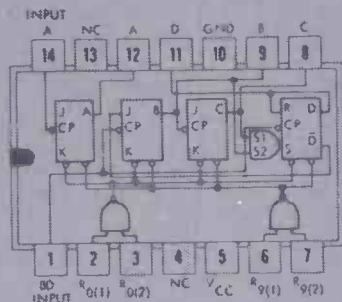 INPUT
A NC A D GND B C
14 13 12 11 10 9 8
J A J B J C R D
CP CP CP S1 CP
K K K S2 S D̅
1 2 3 4 5 6 7
BD INPUT R0(1) R0(2) NC VCC R9(1) R9(2)